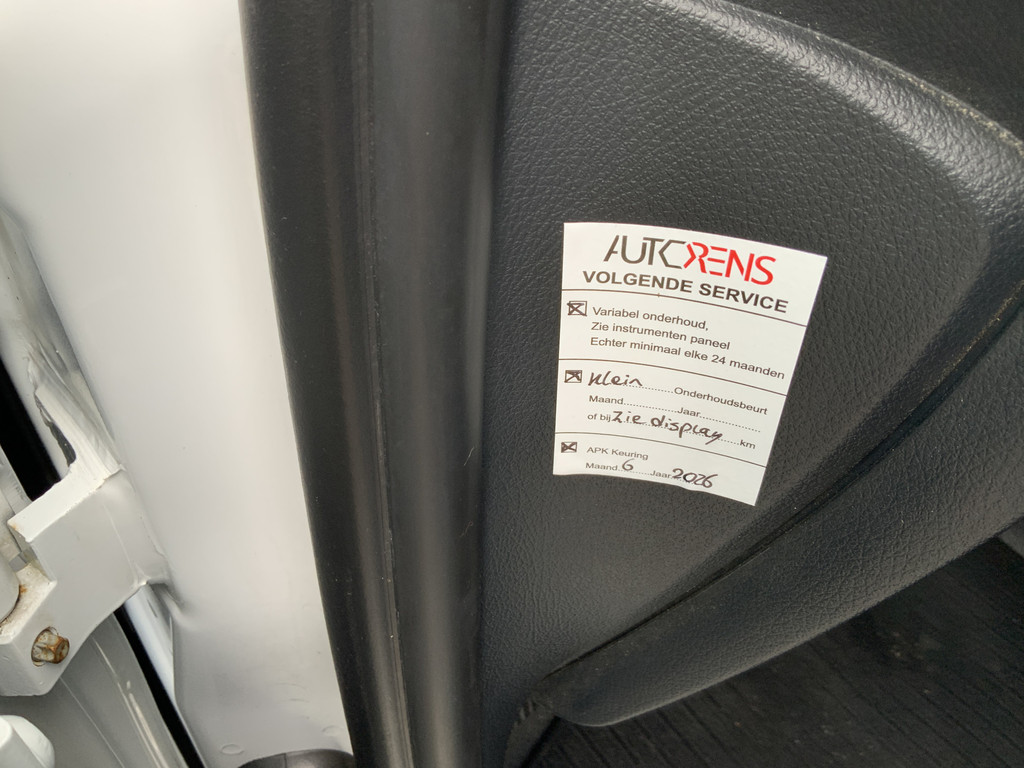 AUTORENS
VOLGENDE SERVICE
Variabel onderhoud,
Zie instrumenten paneel
Echter minimaal elke 24 maanden
Klein..........Onderhoudsbeurt
Maand....................Jaar......................
of bij Zie display......km
APK Keuring
Maand. 6 ......Jaar. 2026